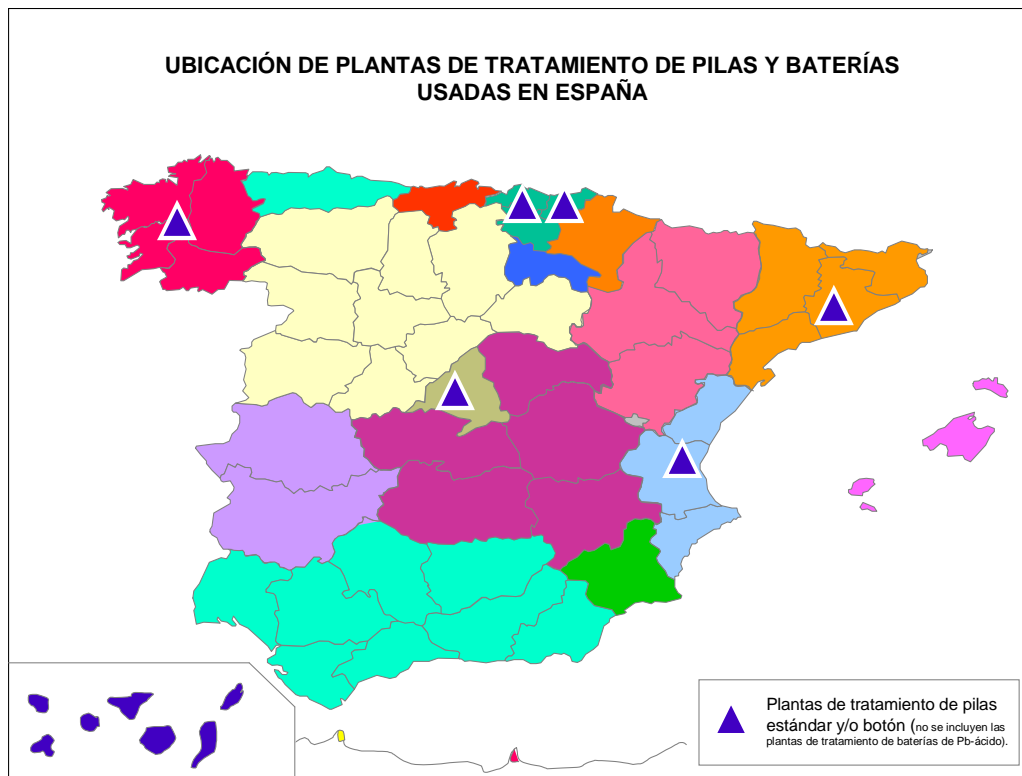 UBICACIÓN DE PLANTAS DE TRATAMIENTO DE PILAS Y BATERÍAS
USADAS EN ESPAÑA
Plantas de tratamiento de pilas
estándar y/o botón (no se incluyen las
plantas de tratamiento de baterías de Pb-ácido).